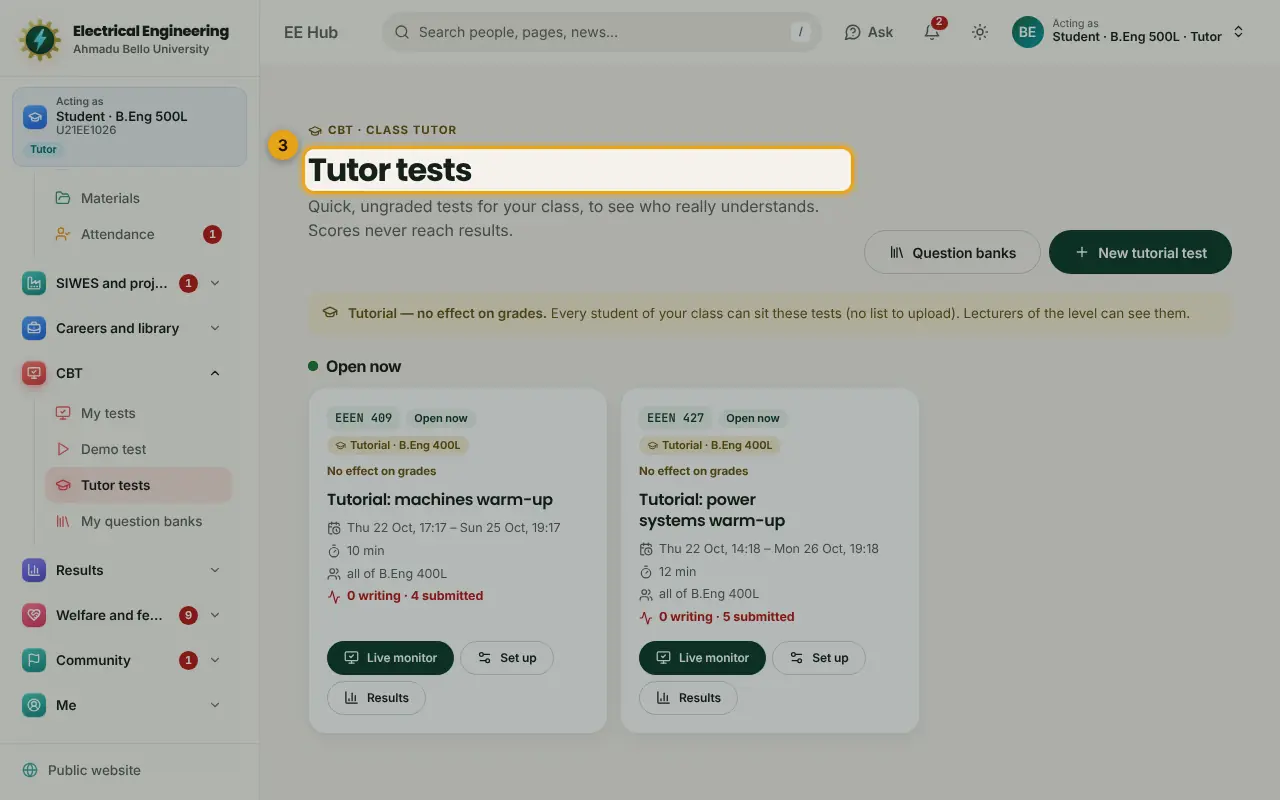 Electrical Engineering
Ahmadu Bello University
EE Hub
Search people, pages, news...
/
Ask
2
BE
Acting as
Student · B.Eng 500L · Tutor
Acting as
Student · B.Eng 500L
U21EE1026
Tutor
Materials
Attendance
1
SIWES and proj...
1
Careers and library
CBT
My tests
Demo test
Tutor tests
My question banks
Results
Welfare and fe...
9
Community
1
Me
Public website
3
CBT · CLASS TUTOR
Tutor tests
Quick, ungraded tests for your class, to see who really understands.
Scores never reach results.
Question banks
New tutorial test
Tutorial — no effect on grades. Every student of your class can sit these tests (no list to upload). Lecturers of the level can see them.
Open now
EEEN 409
Open now
Tutorial · B.Eng 400L
No effect on grades
Tutorial: machines warm-up
Thu 22 Oct, 17:17 – Sun 25 Oct, 19:17
10 min
all of B.Eng 400L
0 writing · 4 submitted
Live monitor
Set up
Results
EEEN 427
Open now
Tutorial · B.Eng 400L
No effect on grades
Tutorial: power
systems warm-up
Thu 22 Oct, 14:18 – Mon 26 Oct, 19:18
12 min
all of B.Eng 400L
0 writing · 5 submitted
Live monitor
Set up
Results